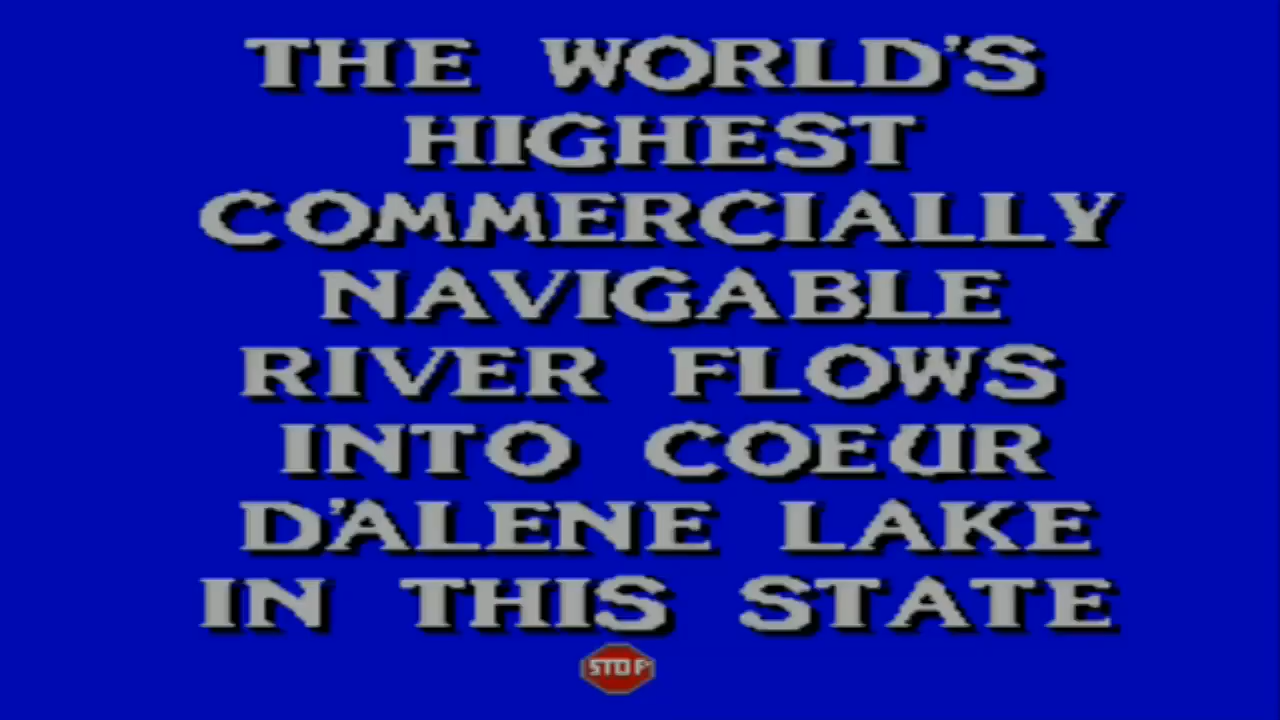 THE WORLD'S
HIGHEST
COMMERCIALLY
NAVIGABLE
RIVER FLOWS
INTO COEUR
D'ALENE LAKE
IN THIS STATE
STOP